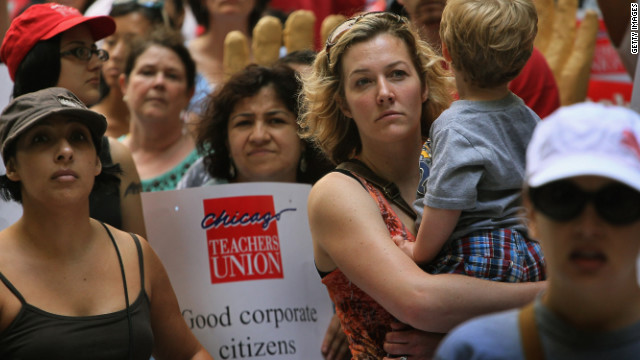 GETTY IMAGES
Chicago
TEACHERS
UNION
Good corporate
citizens